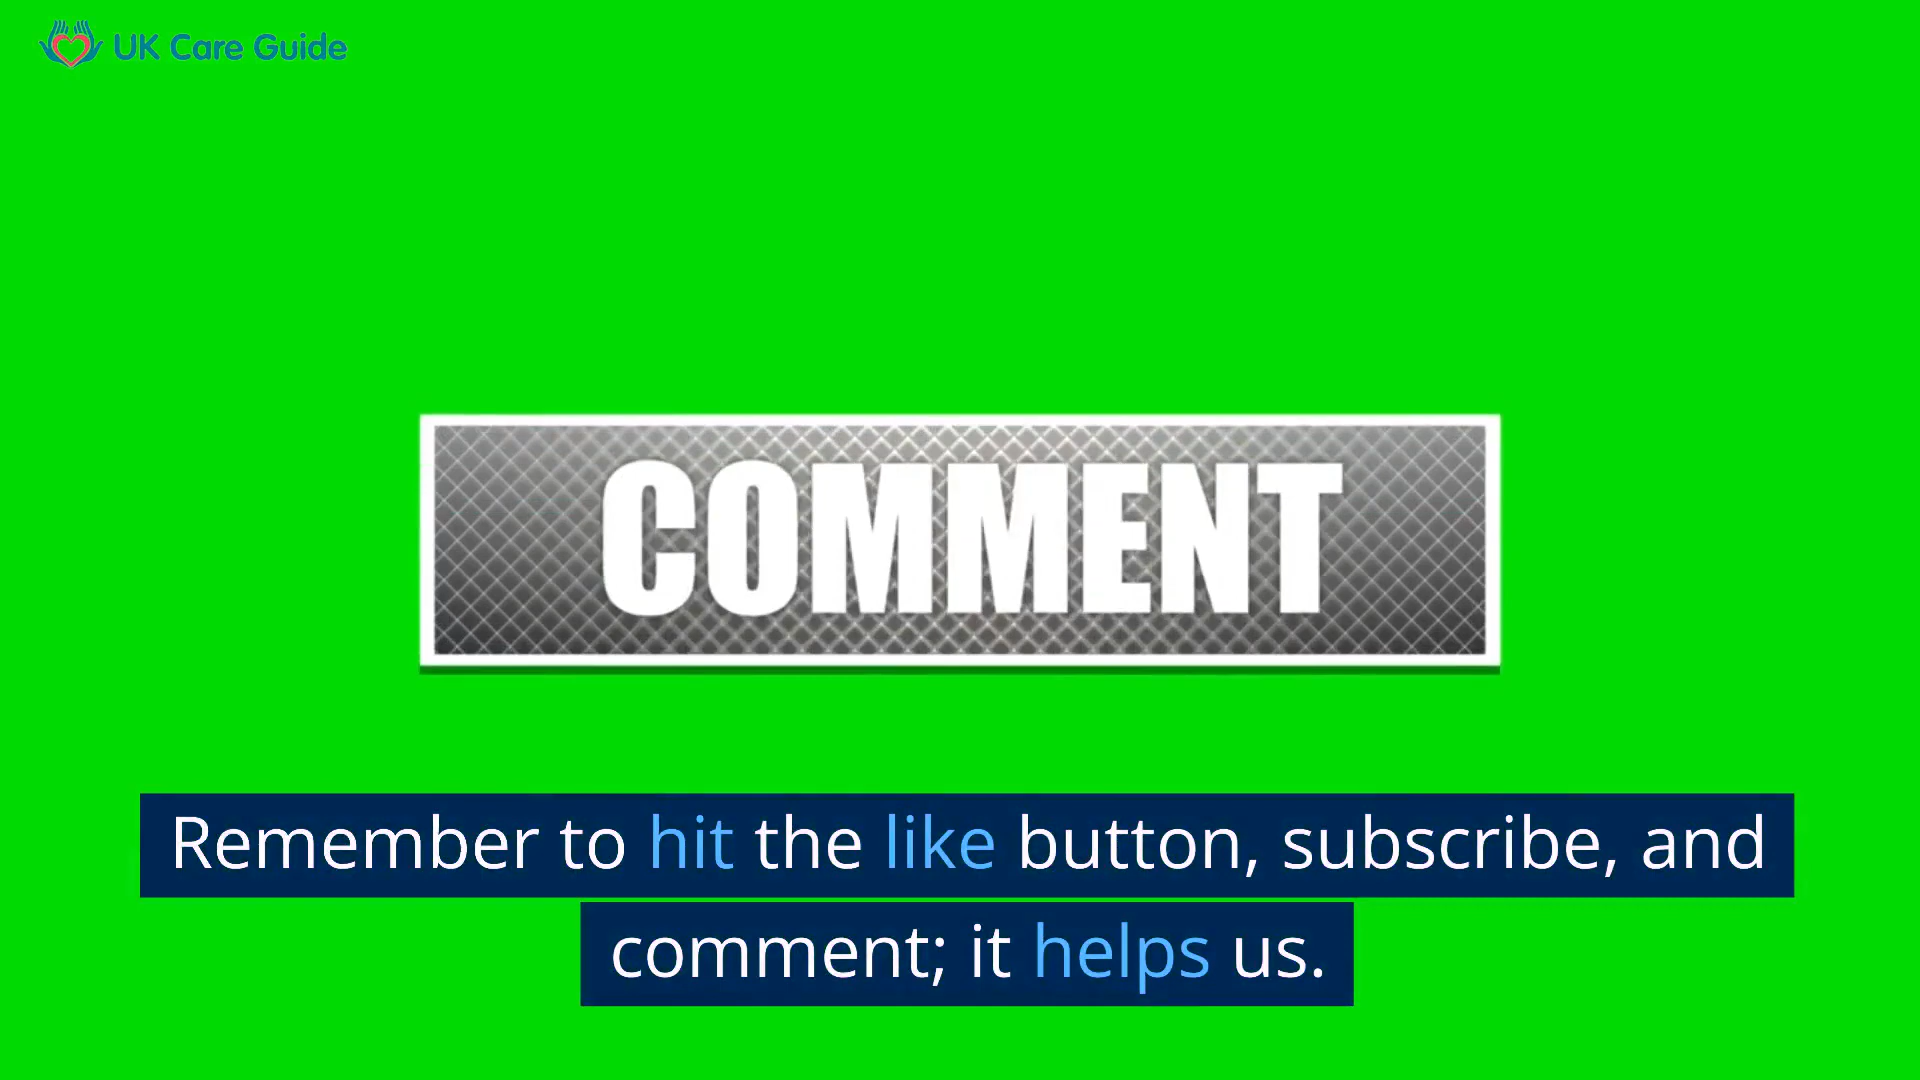 UK Care Guide
COMMENT
Remember to hit the like button, subscribe, and
comment; it helps us.